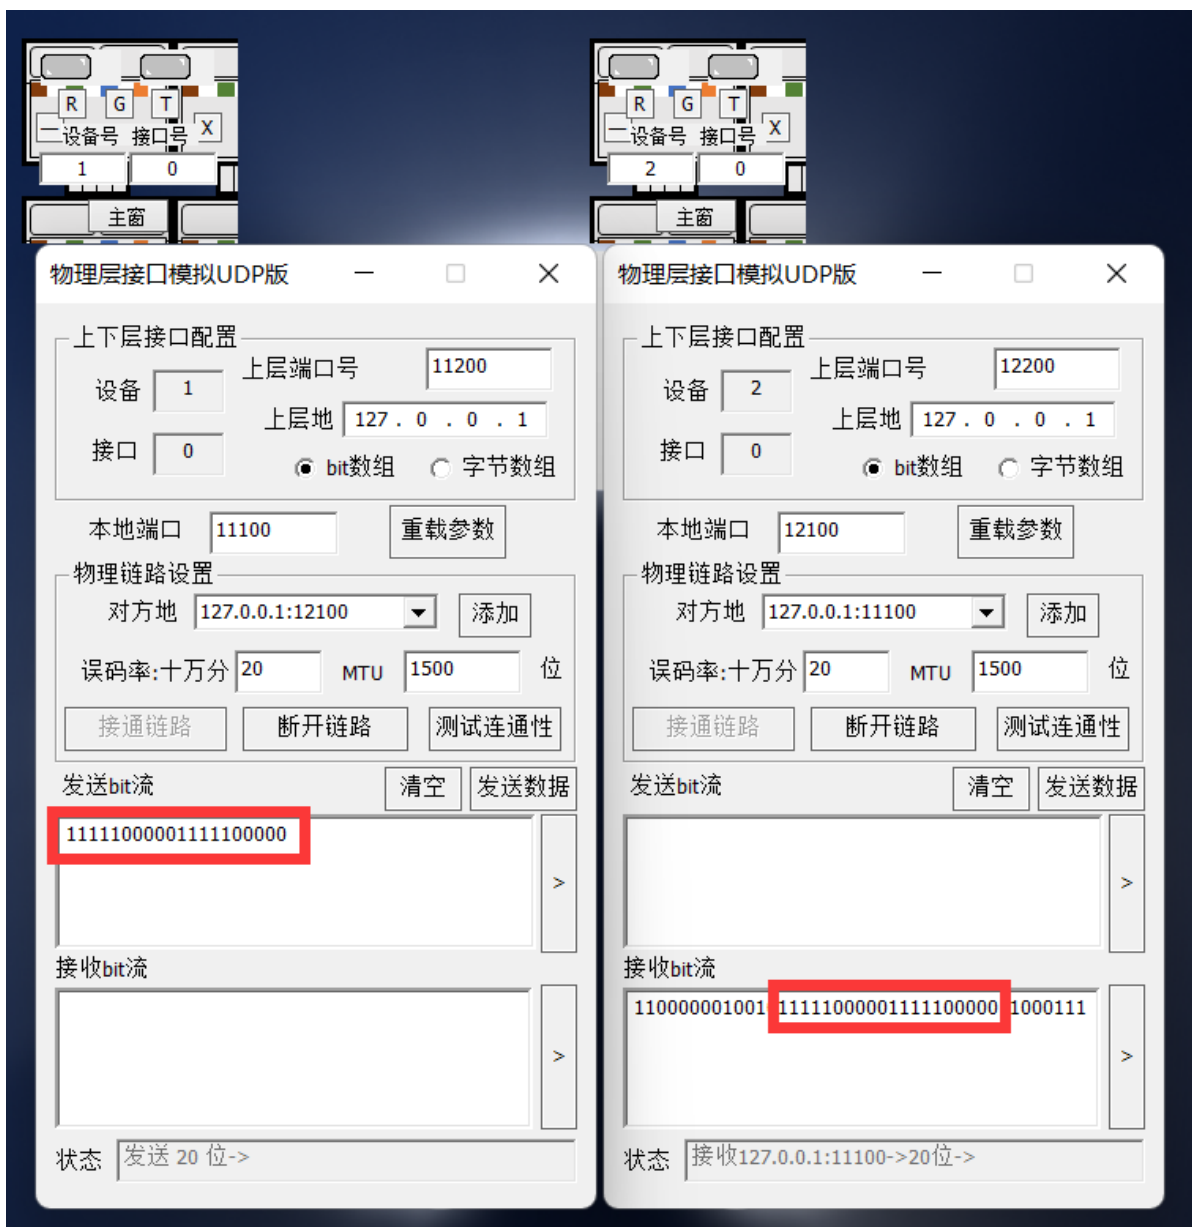 R G T
设备号 接口号 X
1 0
主窗
R G T
设备号 接口号 X
2 0
主窗
物理层接口模拟UDP版
上下层接口配置
设备 1 上层端口号 11200
上层地 127 . 0 . 0 . 1
接口 0
bit数组 字节数组
本地端口 11100 重载参数
物理链路设置
对方地 127.0.0.1:12100 添加
误码率:十万分 20 MTU 1500 位
接通链路 断开链路 测试连通性
发送bit流 清空 发送数据
11111000001111100000
>
接收bit流
>
状态 发送 20 位->
物理层接口模拟UDP版
上下层接口配置
设备 2 上层端口号 12200
上层地 127 . 0 . 0 . 1
接口 0
bit数组 字节数组
本地端口 12100 重载参数
物理链路设置
对方地 127.0.0.1:11100 添加
误码率:十万分 20 MTU 1500 位
接通链路 断开链路 测试连通性
发送bit流 清空 发送数据
>
接收bit流
110000001001 11111000001111100000 1000111
>
状态 接收127.0.0.1:11100->20位->